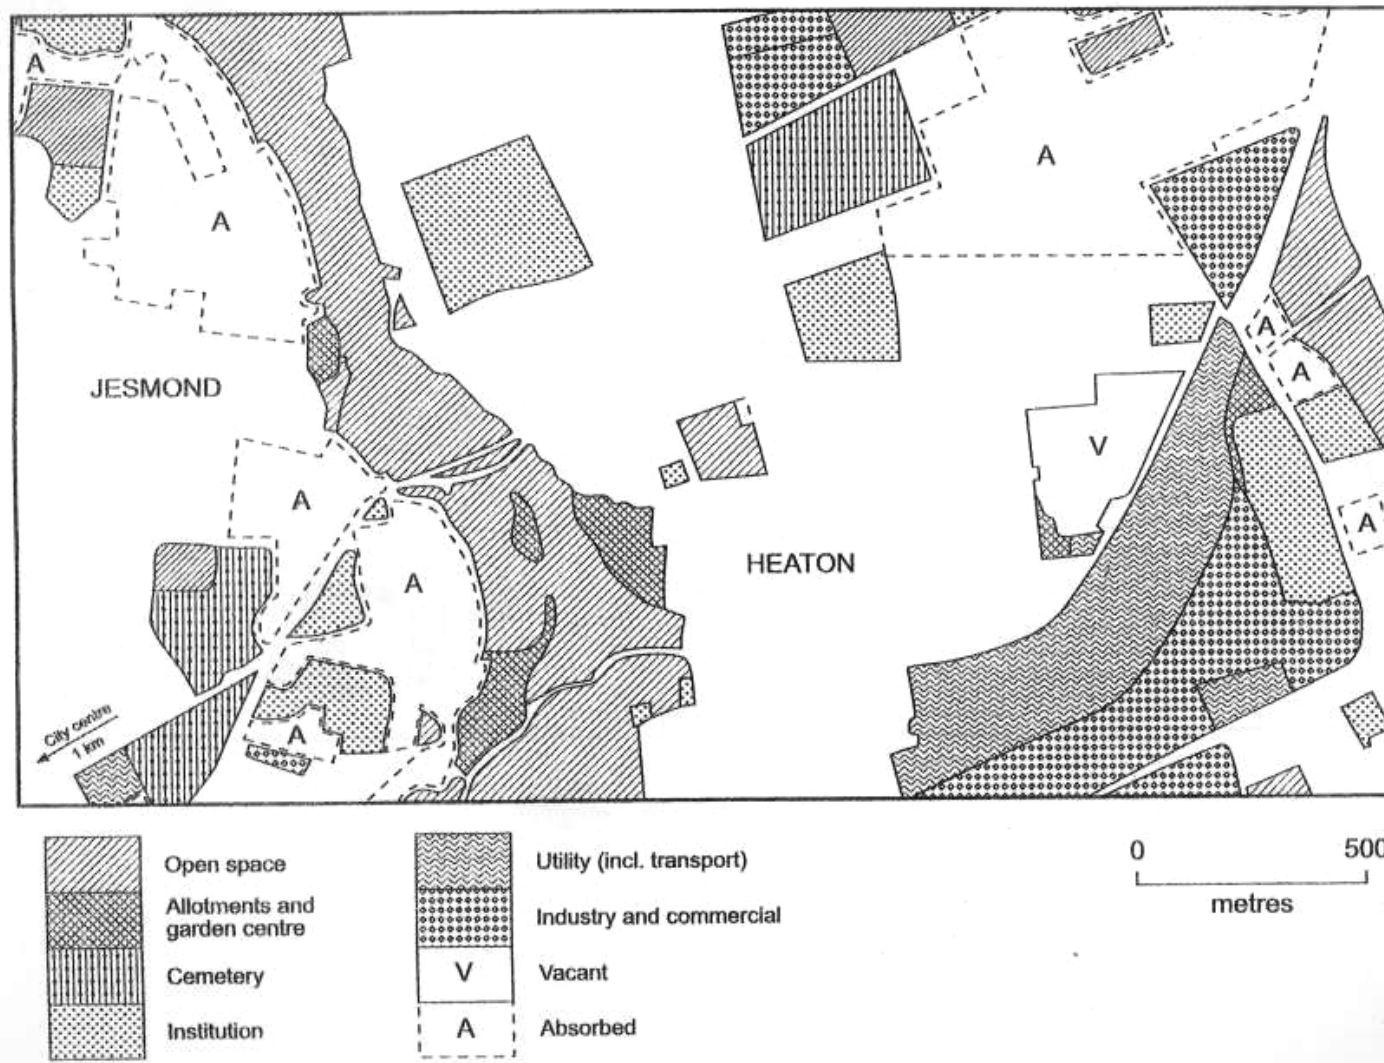 A
A
A
JESMOND
A
A
V
A
A
A
HEATON
City centre
1 km
A
Open space
Allotments and
garden centre
Cemetery
Institution
Utility (incl. transport)
Industry and commercial
V Vacant
A Absorbed
0 500
metres